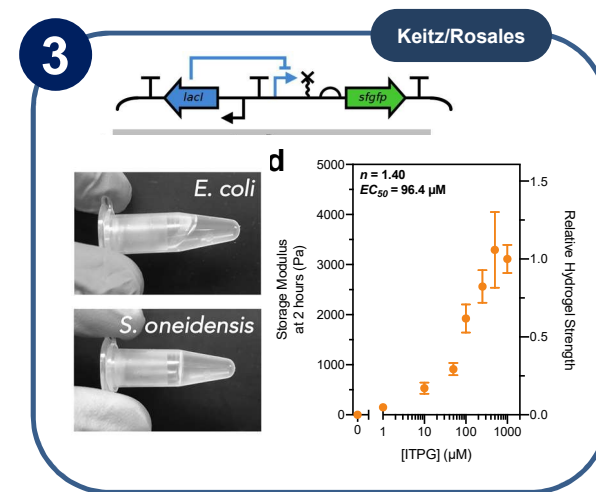 3
Keitz/Rosales
lacI
sfgfp
d
E. coli
S. oneidensis
n = 1.40
EC50 = 96.4 µM
Storage Modulus
at 2 hours (Pa)
5000
4000
3000
2000
1000
0
1.5
1.0
0.5
0.0
Relative Hydrogel Strength
0 1 10 100 1000
[ITPG] (µM)